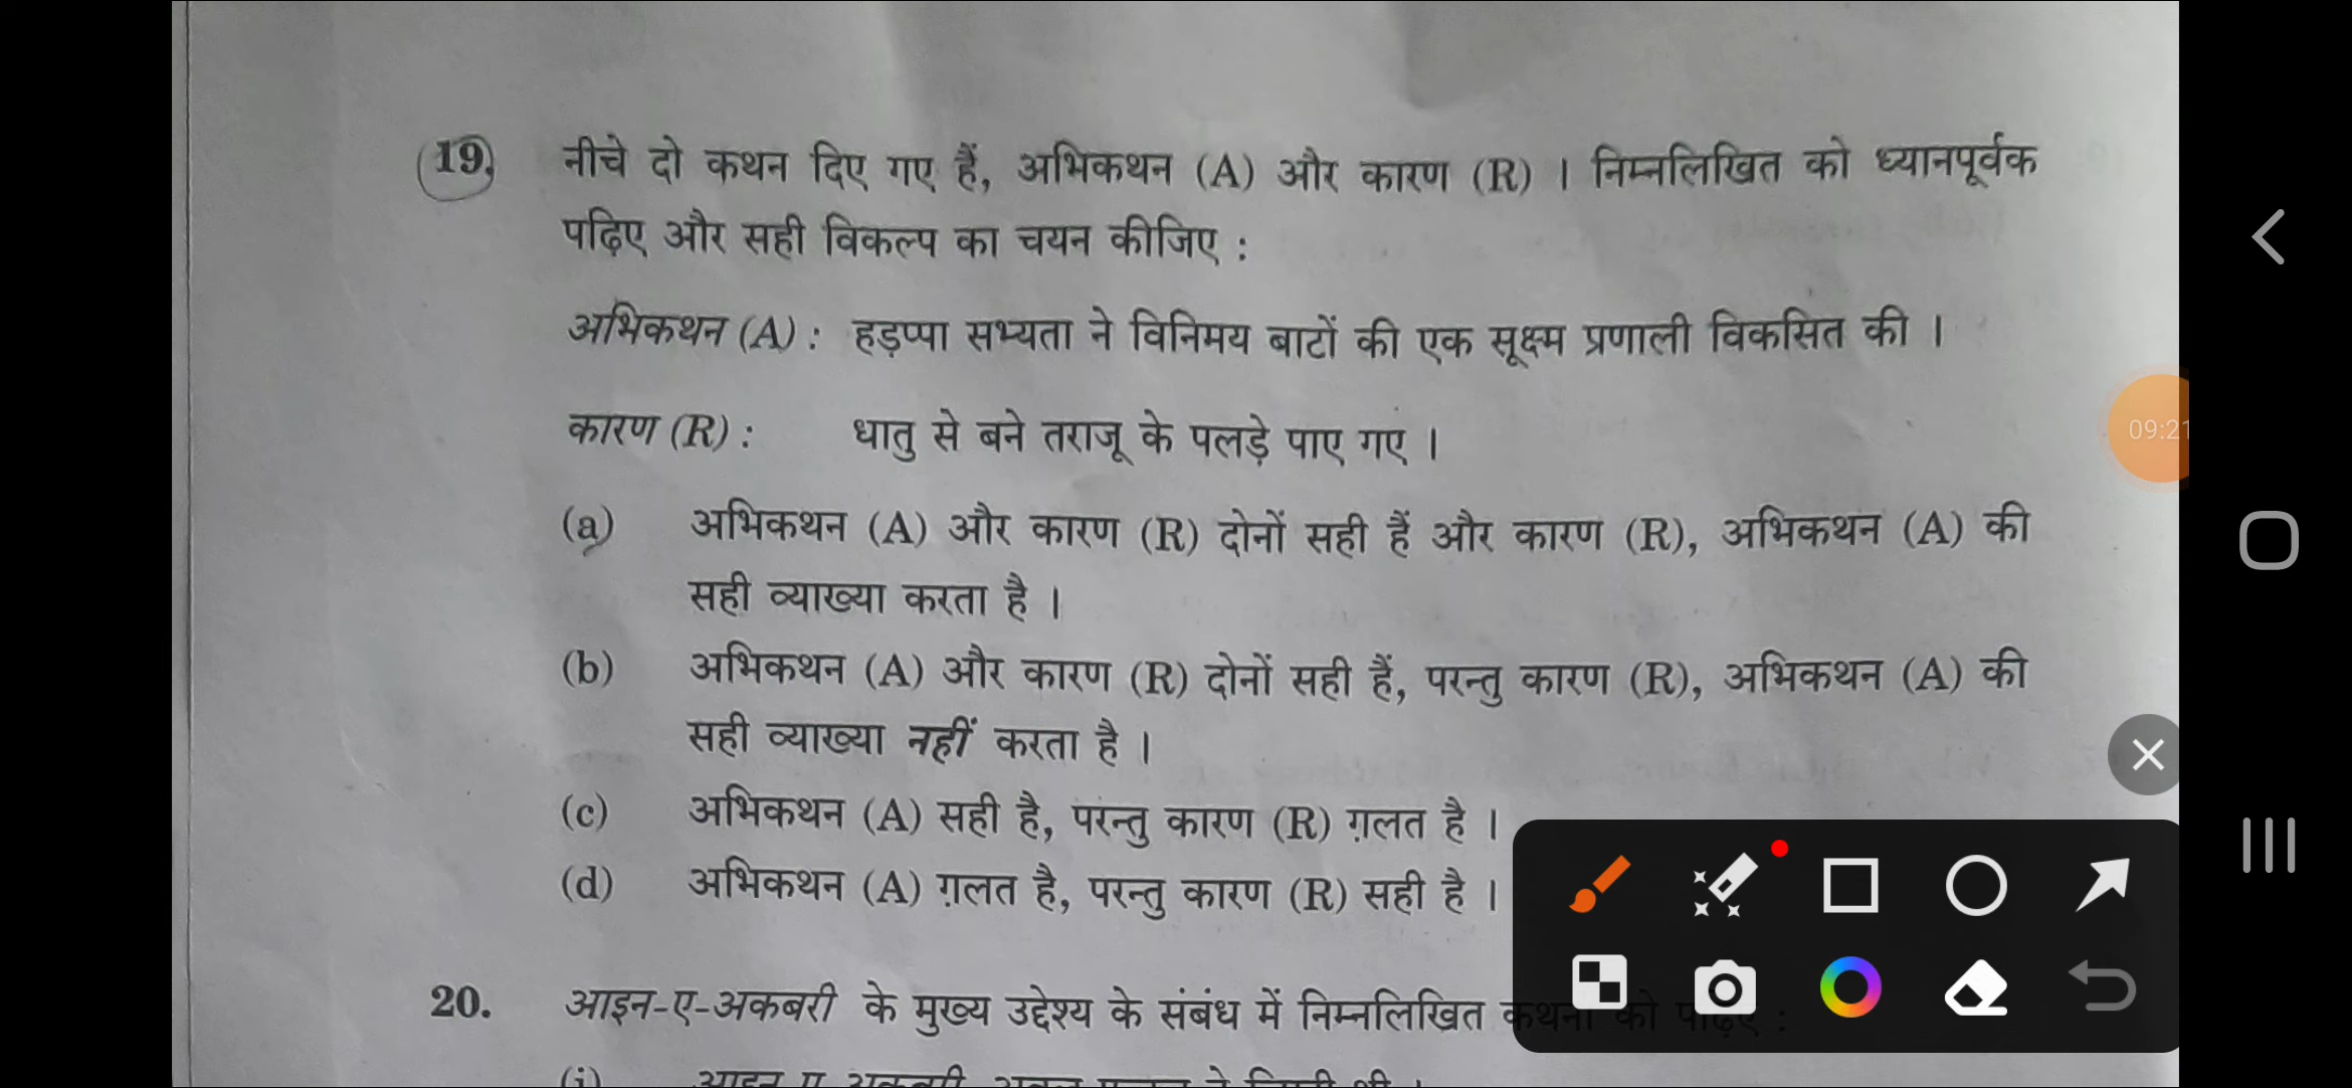 19. नीचे दो कथन दिए गए हैं, अभिकथन (A) और कारण (R) । निम्नलिखित को ध्यानपूर्वक
पढ़िए और सही विकल्प का चयन कीजिए :
अभिकथन (A) : हड़प्पा सभ्यता ने विनिमय बाटों की एक सूक्ष्म प्रणाली विकसित की ।
कारण (R) : धातु से बने तराजू के पलड़े पाए गए ।
09:21
(a) अभिकथन (A) और कारण (R) दोनों सही हैं और कारण (R), अभिकथन (A) की
सही व्याख्या करता है ।
(b) अभिकथन (A) और कारण (R) दोनों सही हैं, परन्तु कारण (R), अभिकथन (A) की
सही व्याख्या नहीं करता है ।
(c) अभिकथन (A) सही है, परन्तु कारण (R) ग़लत है ।
(d) अभिकथन (A) ग़लत है, परन्तु कारण (R) सही है ।
20. आइन-ए-अकबरी के मुख्य उद्देश्य के संबंध में निम्नलिखित कथनों को पढ़िए :
(i)